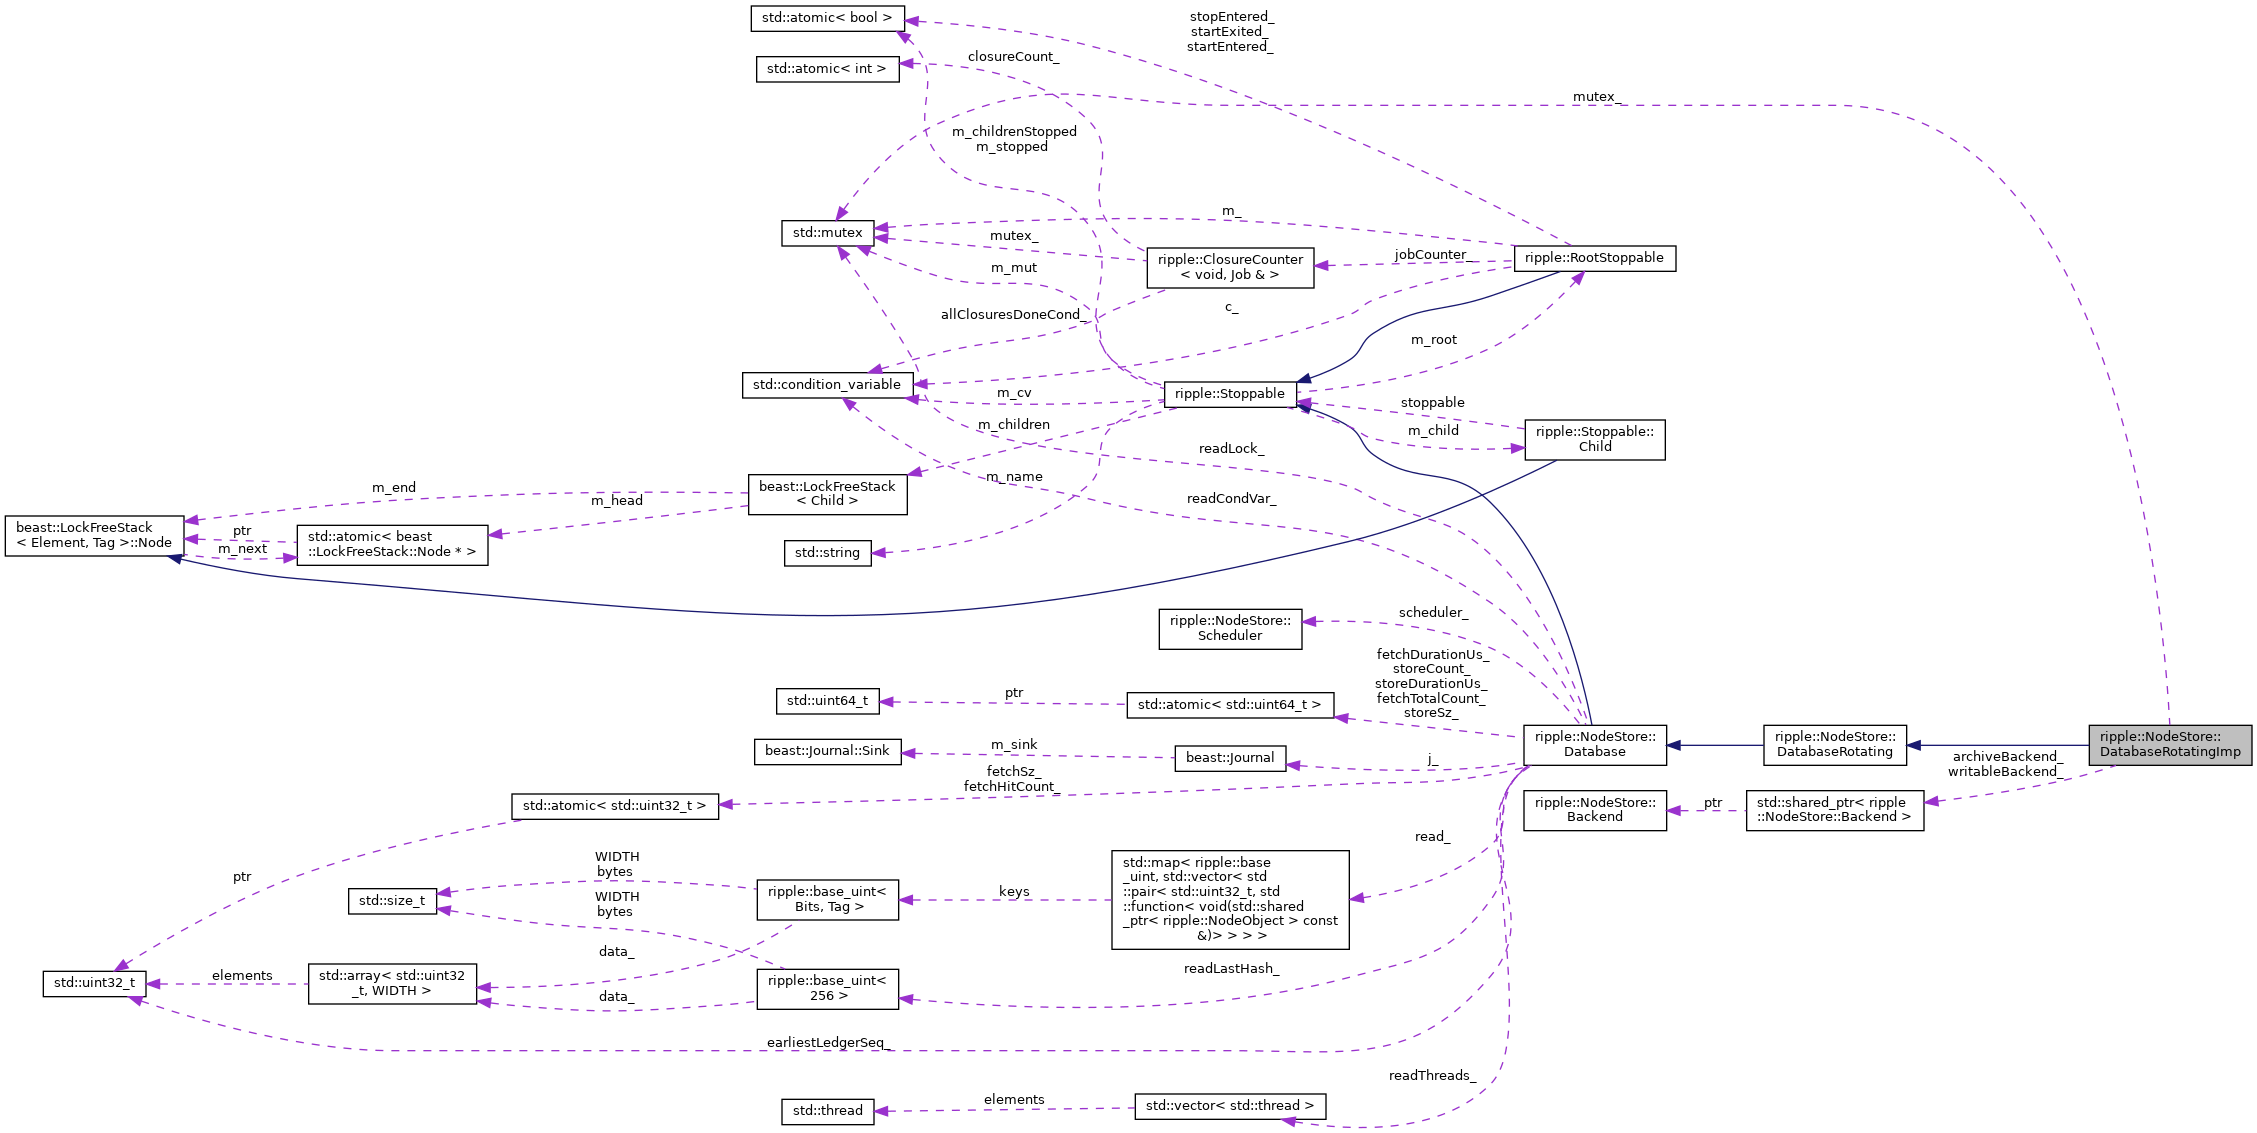 std::atomic< bool >
stopEntered_
startExited_
startEntered_
closureCount_
std::atomic< int >
mutex_
m_childrenStopped
m_stopped
m_
std::mutex
mutex_
m_mut
ripple::ClosureCounter
< void, Job & >
jobCounter_
ripple::RootStoppable
allClosuresDoneCond_
c_
m_root
std::condition_variable
m_cv
ripple::Stoppable
stoppable
m_child
ripple::Stoppable::
Child
m_children
readLock_
m_name
readCondVar_
beast::LockFreeStack
< Child >
m_end
m_head
beast::LockFreeStack
< Element, Tag >::Node
ptr
m_next
std::atomic< beast
::LockFreeStack::Node * >
std::string
ripple::NodeStore::
Scheduler
scheduler_
fetchDurationUs_
storeCount_
storeDurationUs_
fetchTotalCount_
storeSz_
std::uint64_t
ptr
std::atomic< std::uint64_t >
beast::Journal::Sink
m_sink
beast::Journal
j_
ripple::NodeStore::
Database
ripple::NodeStore::
DatabaseRotating
ripple::NodeStore::
DatabaseRotatingImp
archiveBackend_
writableBackend_
fetchSz_
fetchHitCount_
std::atomic< std::uint32_t >
ripple::NodeStore::
Backend
ptr
std::shared_ptr< ripple
::NodeStore::Backend >
read_
ptr
WIDTH
bytes
std::size_t
WIDTH
bytes
ripple::base_uint<
Bits, Tag >
keys
std::map< ripple::base
_uint, std::vector< std
::pair< std::uint32_t, std
::function< void(std::shared
_ptr< ripple::NodeObject > const
&)> > > >
data_
readLastHash_
std::uint32_t
elements
std::array< std::uint32
_t, WIDTH >
data_
ripple::base_uint<
256 >
earliestLedgerSeq_
readThreads_
std::thread
elements
std::vector< std::thread >